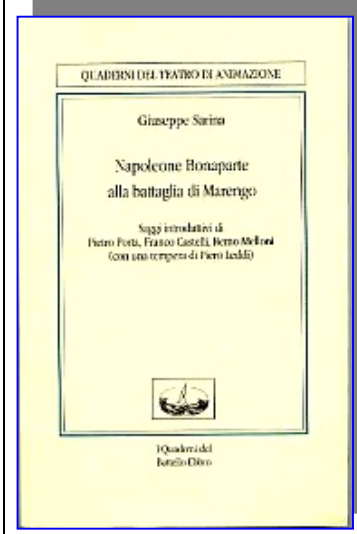 QUADERNI DEL TEATRO DI ANIMAZIONE
Giuseppe Sarina
Napoleone Bonaparte
alla battaglia di Marengo
Saggi introduttivi di
Pietro Porta, Franco Castelli, Remo Melloni
(con una tempera di Piero Leddi)
i Quaderni del
Battello Ebbro